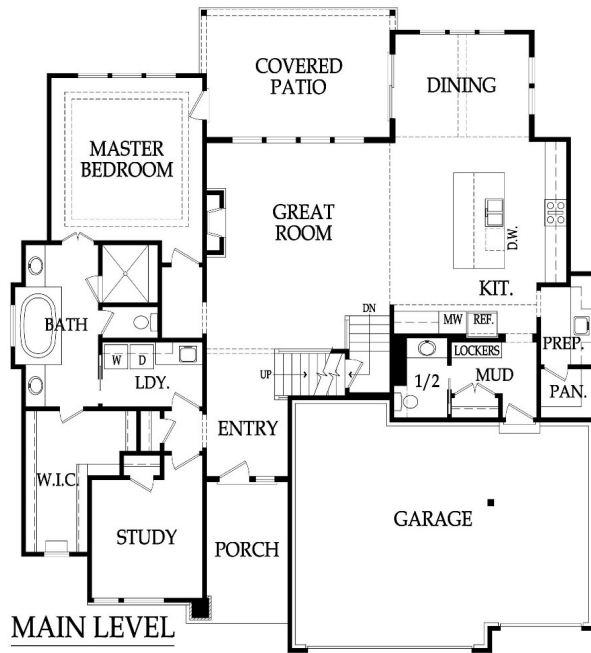 COVERED
PATIO
DINING
MASTER
BEDROOM
GREAT
ROOM
D.W.
KIT.
BATH
DN
MW
REF.
PREP.
W
D
LDY.
UP
1/2
LOCKERS
MUD
PAN.
ENTRY
W.I.C.
STUDY
PORCH
GARAGE
MAIN LEVEL